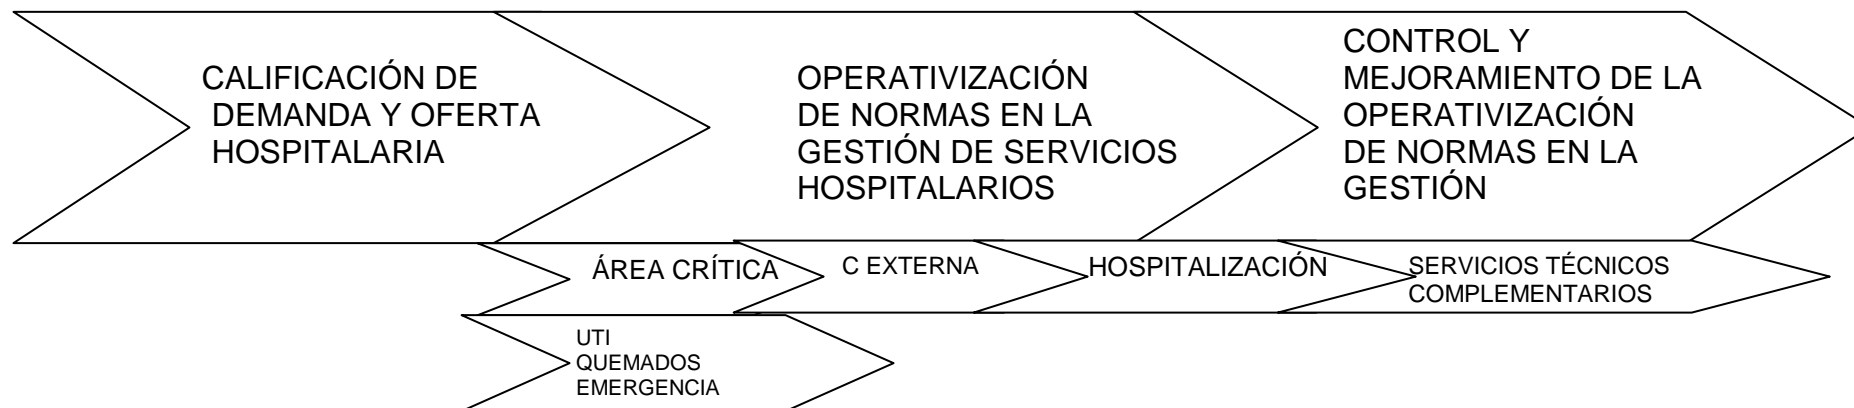 CALIFICACIÓN DE
DEMANDA Y OFERTA
HOSPITALARIA
OPERATIVIZACIÓN
DE NORMAS EN LA
GESTIÓN DE SERVICIOS
HOSPITALARIOS
CONTROL Y
MEJORAMIENTO DE LA
OPERATIVIZACIÓN
DE NORMAS EN LA
GESTIÓN
ÁREA CRÍTICA
C EXTERNA
HOSPITALIZACIÓN
SERVICIOS TÉCNICOS
COMPLEMENTARIOS
UTI
QUEMADOS
EMERGENCIA